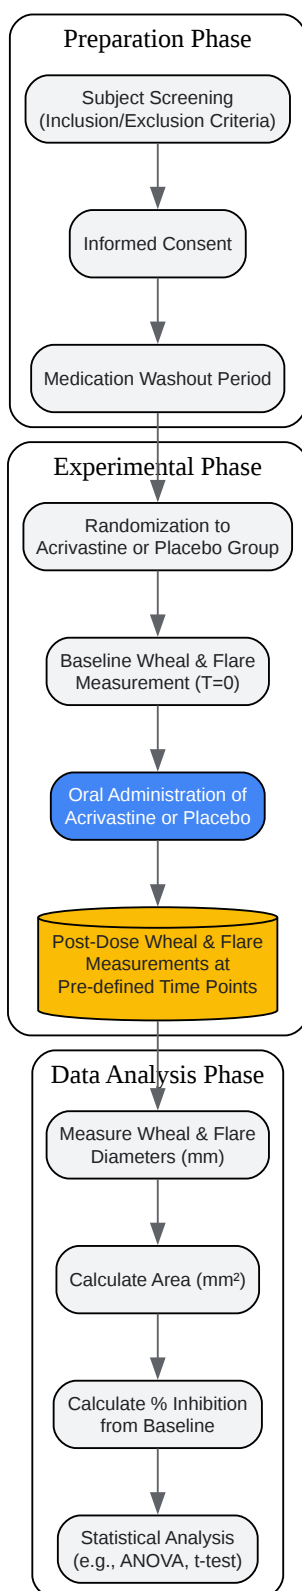 Preparation Phase
Subject Screening
(Inclusion/Exclusion Criteria)
Informed Consent
Medication Washout Period
Experimental Phase
Randomization to
Acrivastine or Placebo Group
Baseline Wheal & Flare
Measurement (T=0)
Oral Administration of
Acrivastine or Placebo
Post-Dose Wheal & Flare
Measurements at
Pre-defined Time Points
Data Analysis Phase
Measure Wheal & Flare
Diameters (mm)
Calculate Area (mm²)
Calculate % Inhibition
from Baseline
Statistical Analysis
(e.g., ANOVA, t-test)